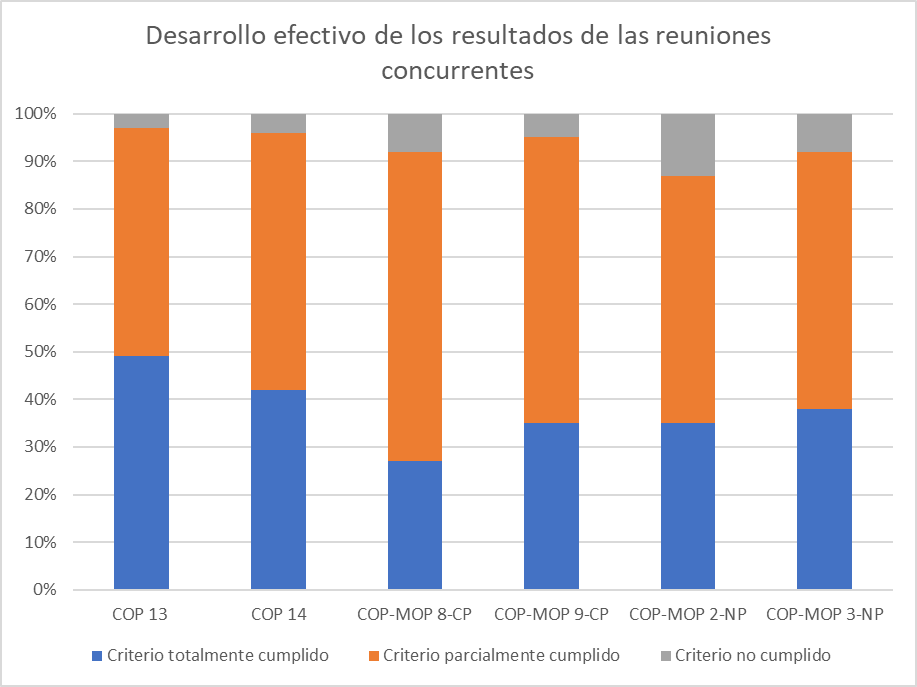 Desarrollo efectivo de los resultados de las reuniones
concurrentes
100%
90%
80%
70%
60%
50%
40%
30%
20%
10%
0%
COP 13 COP 14 COP-MOP 8-CP COP-MOP 9-CP COP-MOP 2-NP COP-MOP 3-NP
Criterio totalmente cumplido Criterio parcialmente cumplido Criterio no cumplido